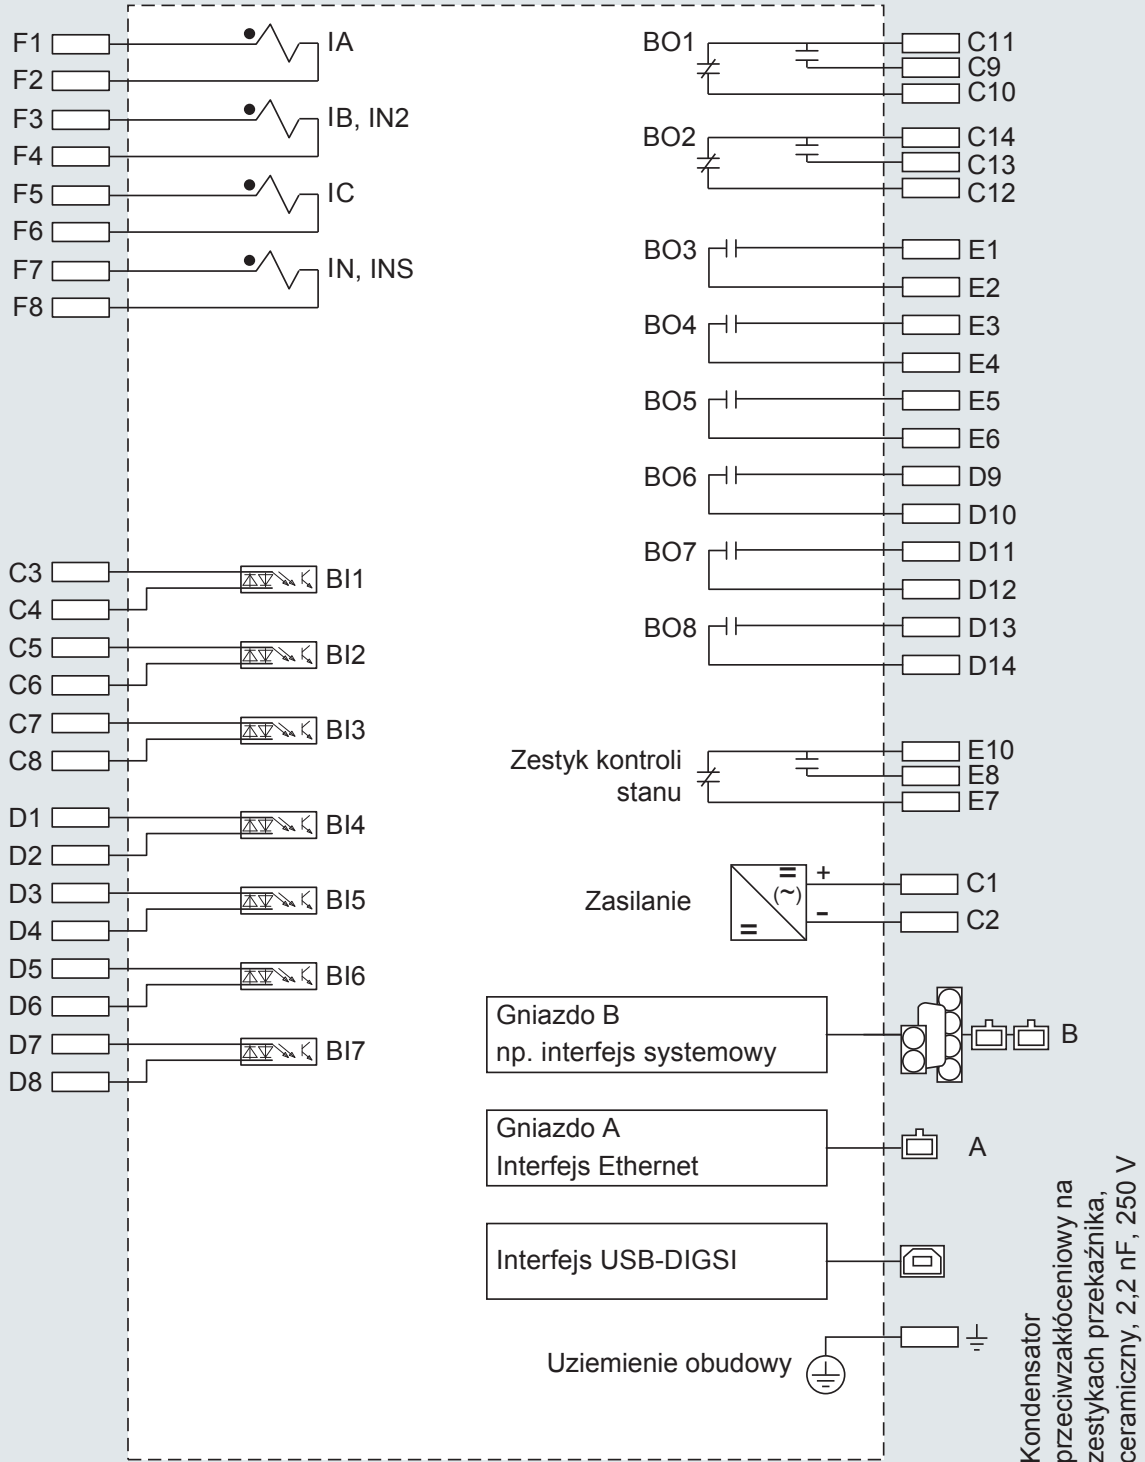 F1
IA
F2
F3
IB, IN2
F4
F5
IC
F6
F7
IN, INS
F8
C3
BI1
C4
C5
BI2
C6
C7
BI3
C8
D1
BI4
D2
D3
BI5
D4
D5
BI6
D6
D7
BI7
D8
BO1
C11
C9
C10
BO2
C14
C13
C12
BO3
E1
E2
BO4
E3
E4
BO5
E5
E6
BO6
D9
D10
BO7
D11
D12
BO8
D13
D14
Zestyk kontroli
stanu
E10
E8
E7
Zasilanie
=
(~)
=
+
-
C1
C2
Gniazdo B
np. interfejs systemowy
B
Gniazdo A
Interfejs Ethernet
A
Interfejs USB-DIGSI
Uziemienie obudowy
Kondensator
przeciwzakłóceniowy na
zestykach przekaźnika,
ceramiczny, 2,2 nF, 250 V